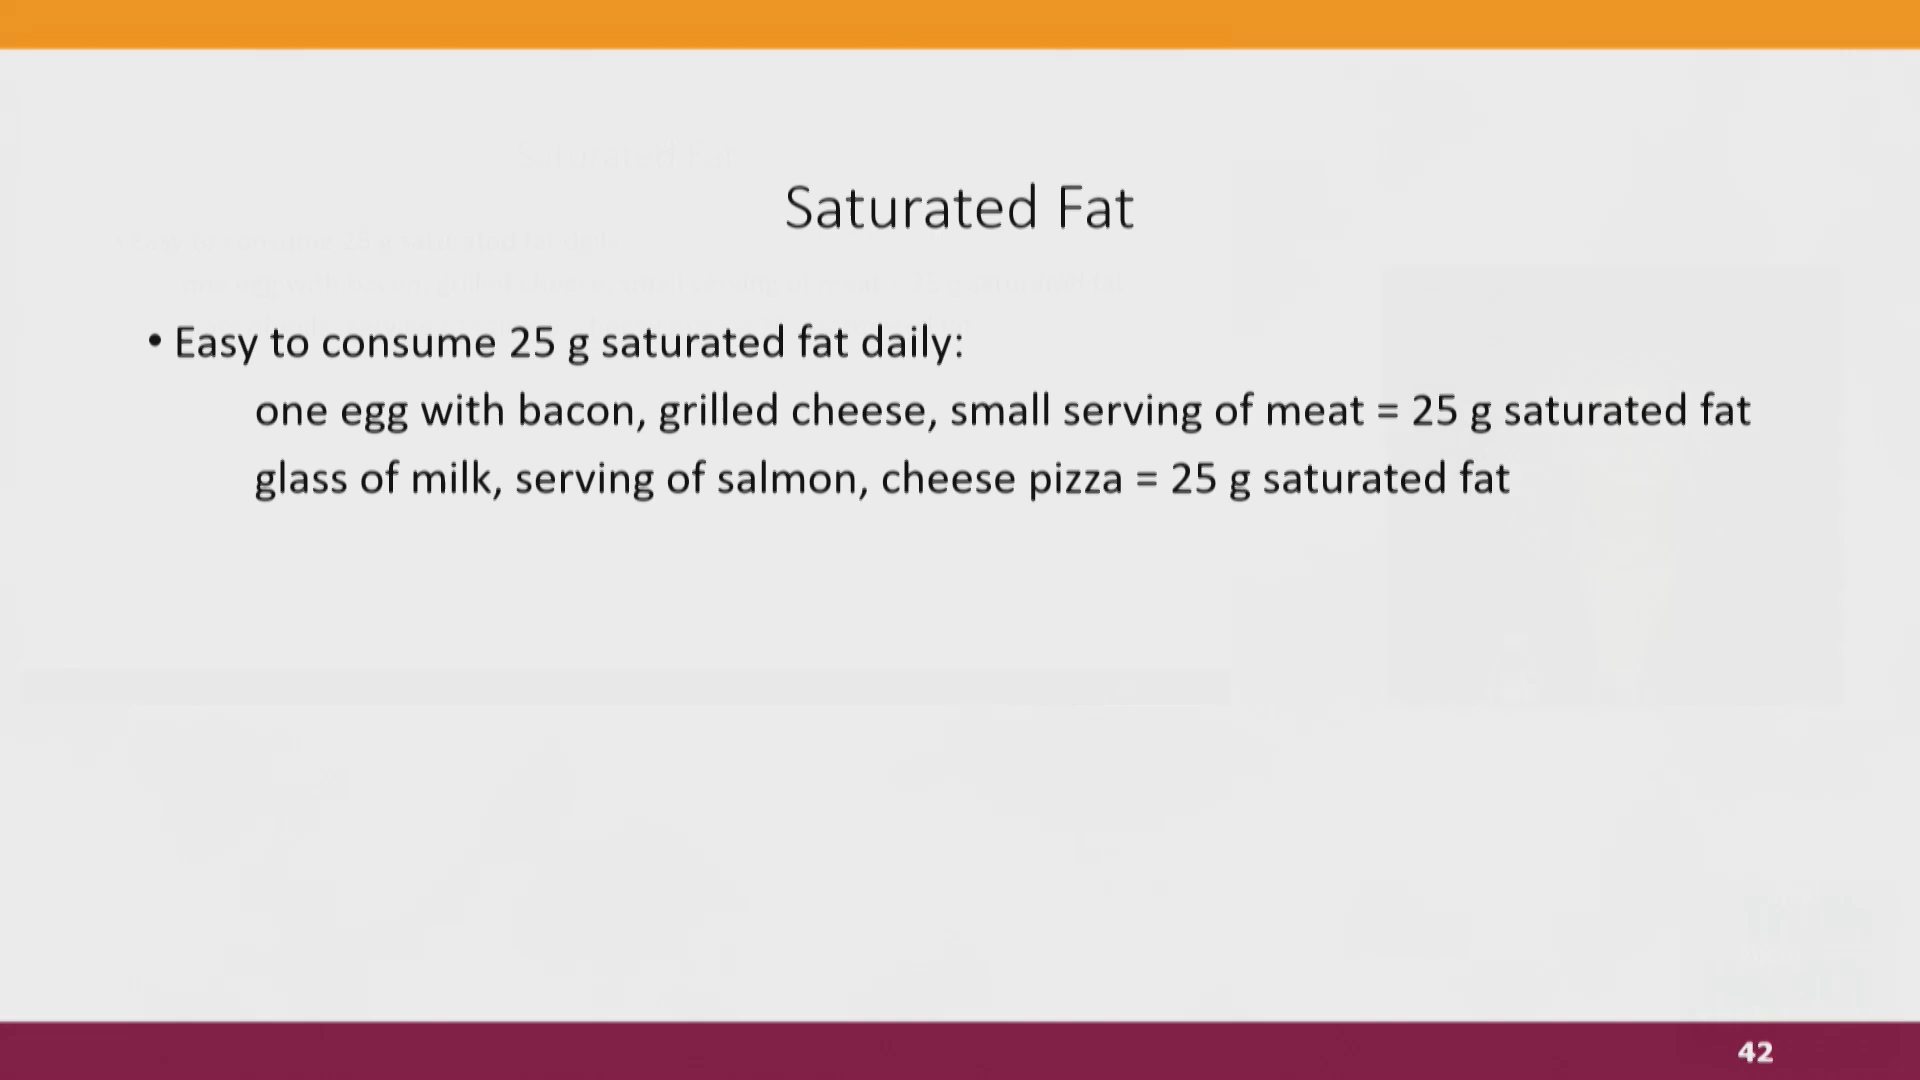 Saturated Fat
• Easy to consume 25 g saturated fat daily:
one egg with bacon, grilled cheese, small serving of meat = 25 g saturated fat
glass of milk, serving of salmon, cheese pizza = 25 g saturated fat
42